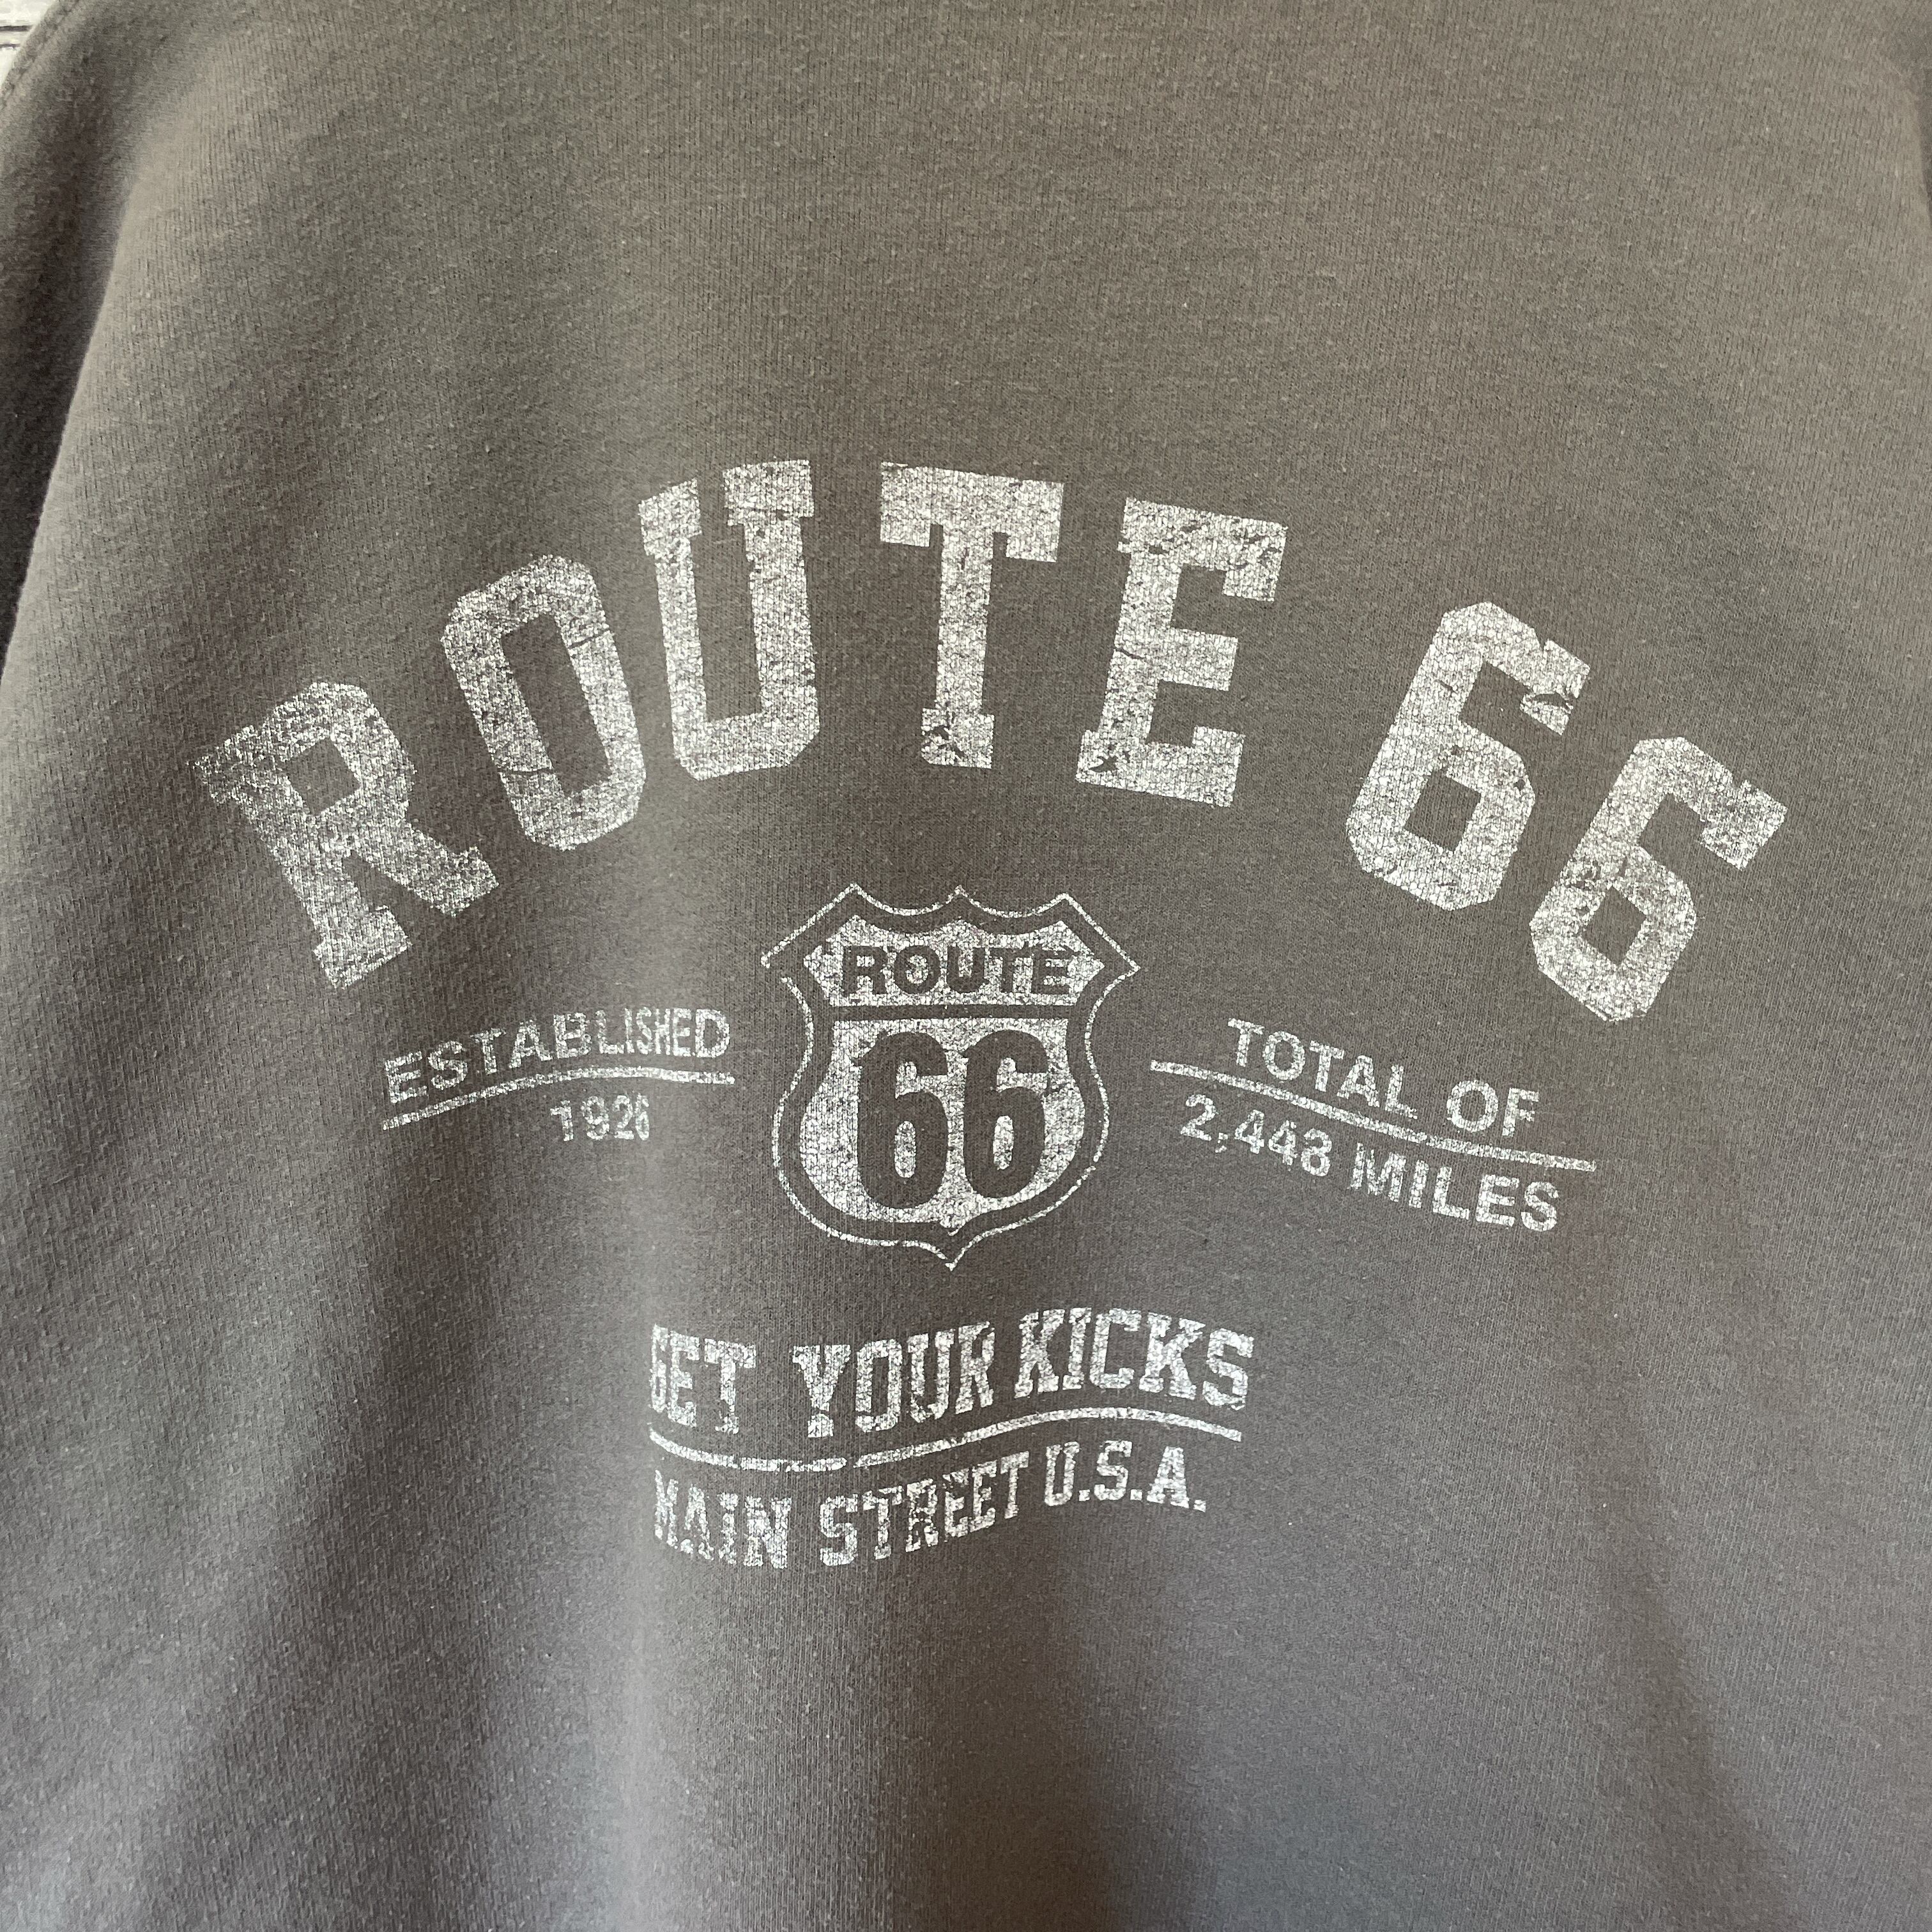 ROUTE 66
ROUTE
66
ESTABLISHED
1926
TOTAL OF
2,448 MILES
GET YOUR KICKS
MAIN STREET U.S.A.